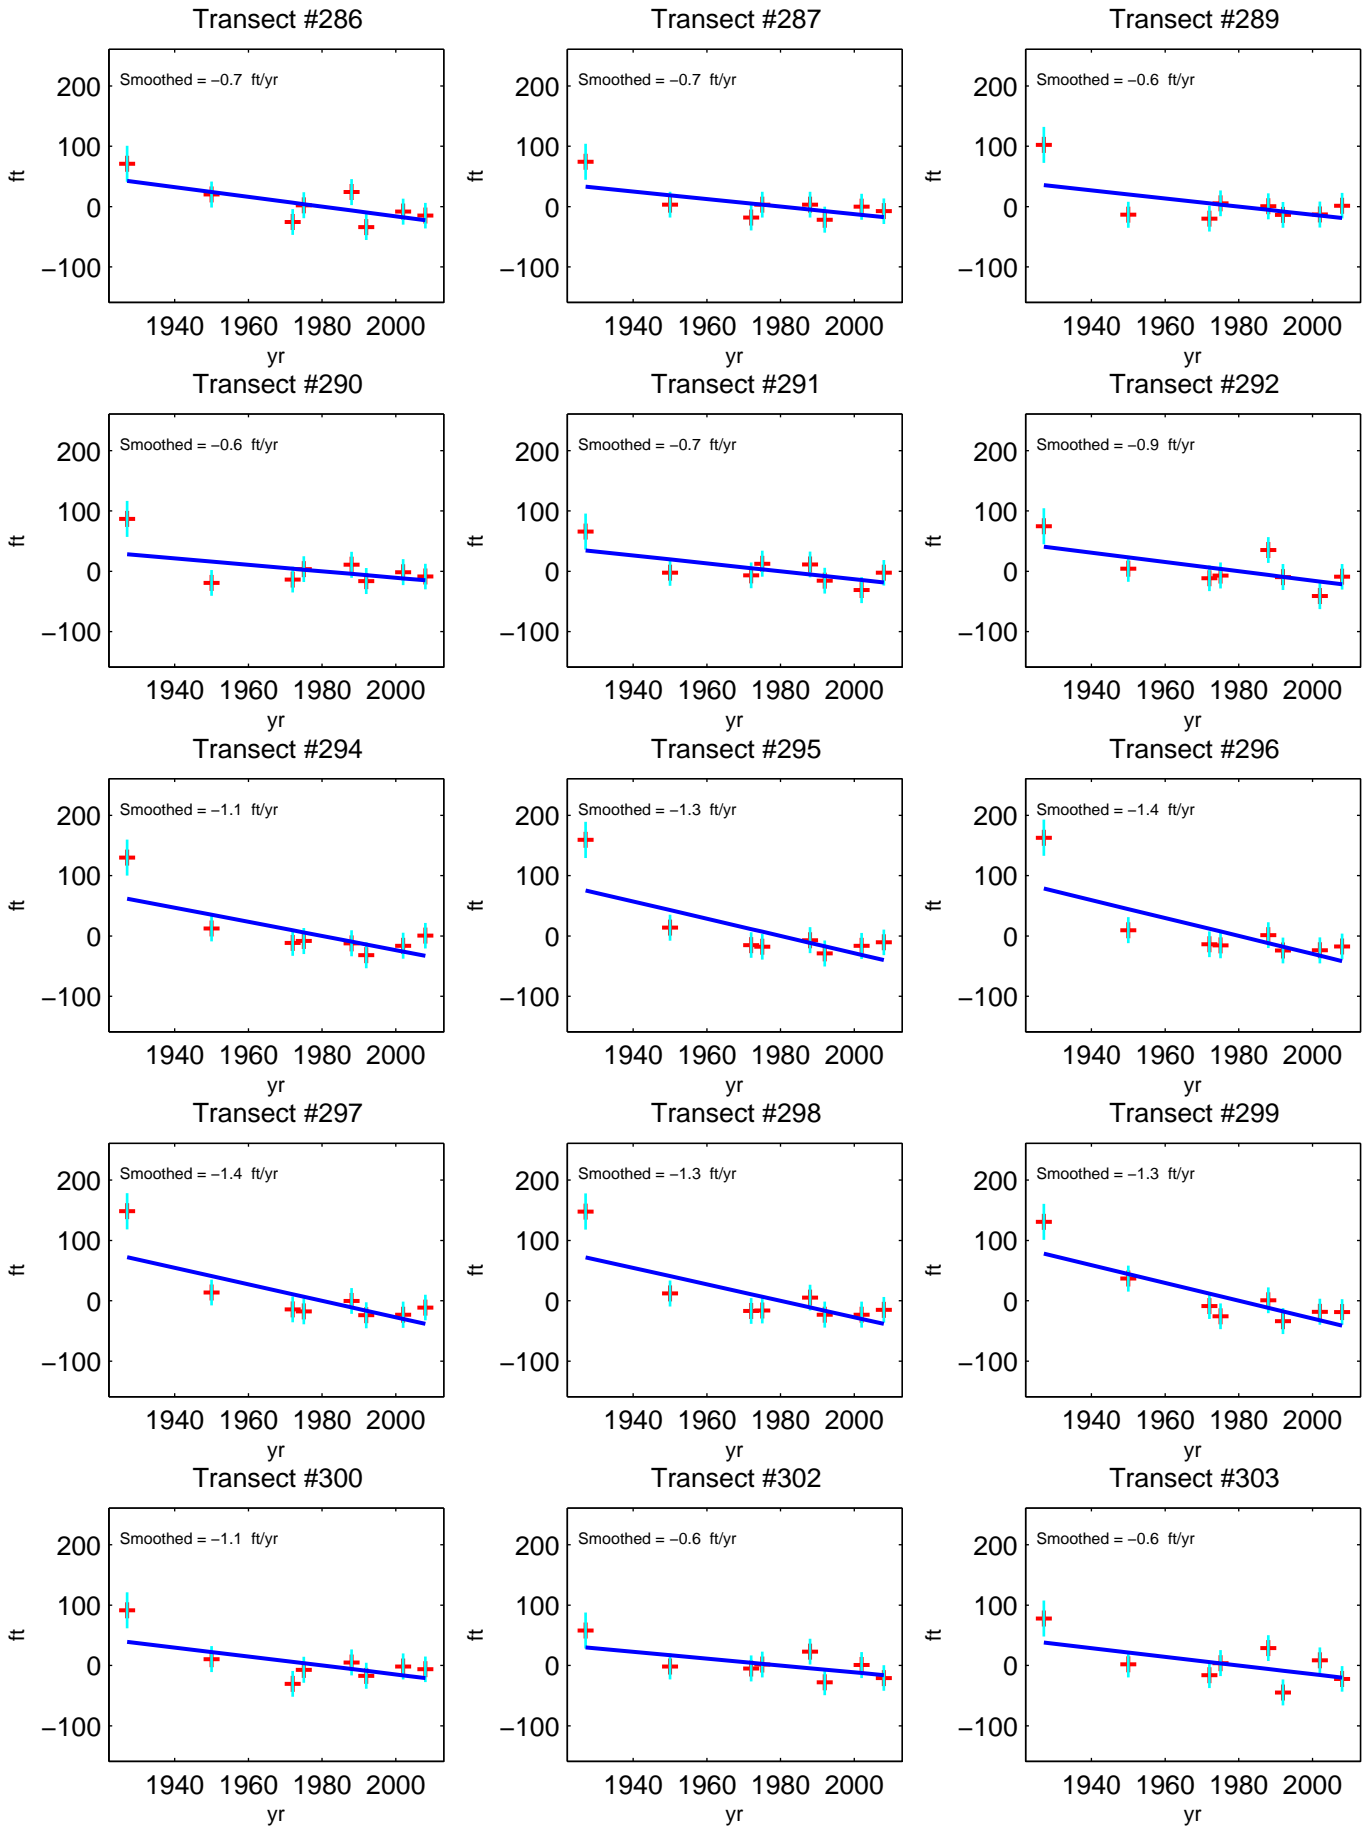 Transect #286
Transect #287
Transect #289
Smoothed = −0.7 ft/yr
Smoothed = −0.7 ft/yr
Smoothed = −0.6 ft/yr
200
100
0
−100
ft
1940 1960 1980 2000
yr
200
100
0
−100
ft
1940 1960 1980 2000
yr
200
100
0
−100
ft
1940 1960 1980 2000
yr
Transect #290
Transect #291
Transect #292
Smoothed = −0.6 ft/yr
Smoothed = −0.7 ft/yr
Smoothed = −0.9 ft/yr
200
100
0
−100
ft
1940 1960 1980 2000
yr
200
100
0
−100
ft
1940 1960 1980 2000
yr
200
100
0
−100
ft
1940 1960 1980 2000
yr
Transect #294
Transect #295
Transect #296
Smoothed = −1.1 ft/yr
Smoothed = −1.3 ft/yr
Smoothed = −1.4 ft/yr
200
100
0
−100
ft
1940 1960 1980 2000
yr
200
100
0
−100
ft
1940 1960 1980 2000
yr
200
100
0
−100
ft
1940 1960 1980 2000
yr
Transect #297
Transect #298
Transect #299
Smoothed = −1.4 ft/yr
Smoothed = −1.3 ft/yr
Smoothed = −1.3 ft/yr
200
100
0
−100
ft
1940 1960 1980 2000
yr
200
100
0
−100
ft
1940 1960 1980 2000
yr
200
100
0
−100
ft
1940 1960 1980 2000
yr
Transect #300
Transect #302
Transect #303
Smoothed = −1.1 ft/yr
Smoothed = −0.6 ft/yr
Smoothed = −0.6 ft/yr
200
100
0
−100
ft
1940 1960 1980 2000
yr
200
100
0
−100
ft
1940 1960 1980 2000
yr
200
100
0
−100
ft
1940 1960 1980 2000
yr